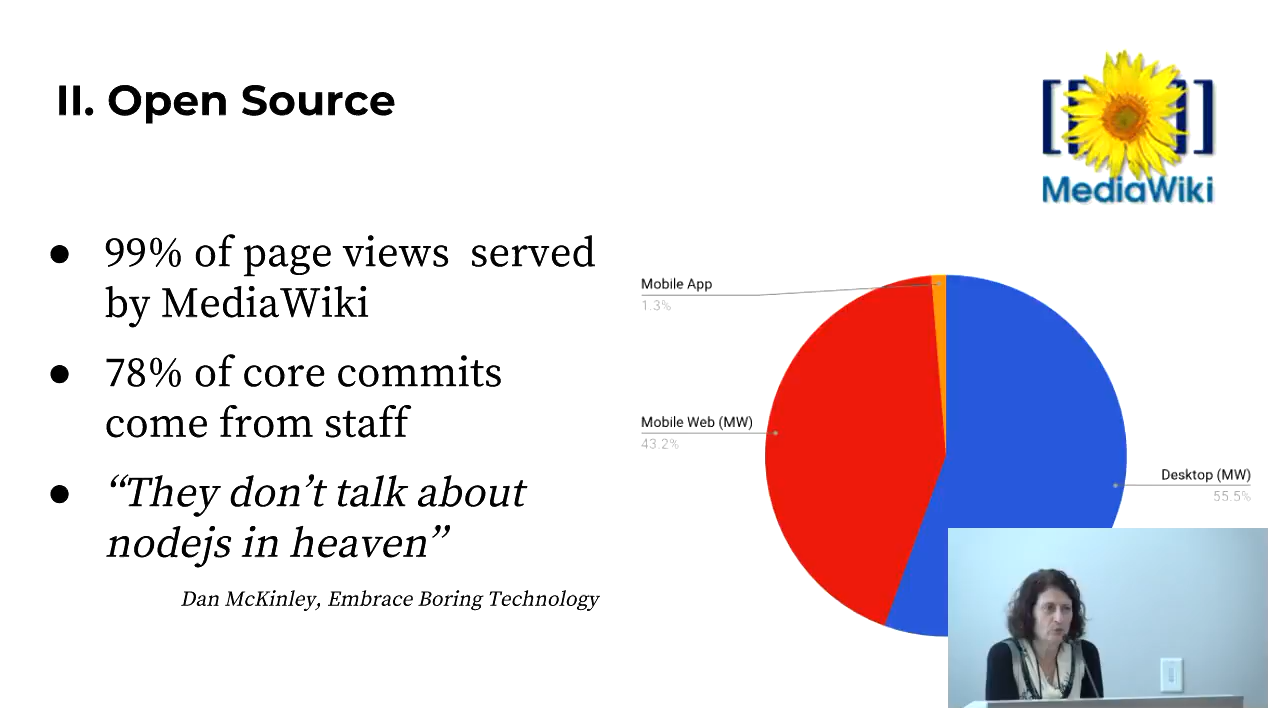 II. Open Source
[[ ]]
MediaWiki
● 99% of page views  served
by MediaWiki
● 78% of core commits
come from staff
● “They don’t talk about
nodejs in heaven”
Dan McKinley, Embrace Boring Technology
Mobile App
1.3%
Mobile Web (MW)
43.2%
Desktop (MW)
55.5%